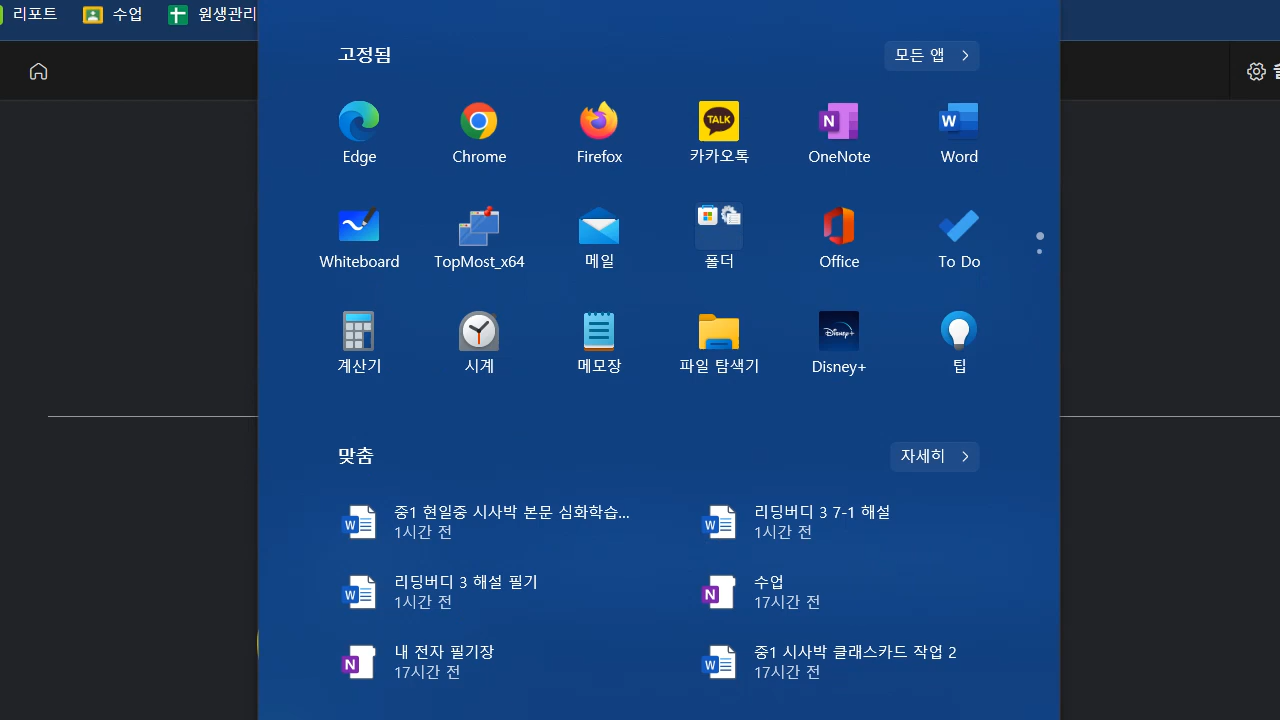 리포트 수업 원생관리
고정됨 모든 앱
Edge Chrome Firefox 카카오톡 OneNote Word
Whiteboard TopMost_x64 메일 폴더 Office To Do
계산기 시계 메모장 파일 탐색기 Disney+ 팁
맞춤 자세히
중1 현일중 시사박 본문 심화학습...
1시간 전
리딩버디 3 7-1 해설
1시간 전
리딩버디 3 해설 필기
1시간 전
수업
17시간 전
내 전자 필기장
17시간 전
중1 시사박 클래스카드 작업 2
17시간 전
TALK
Disney+